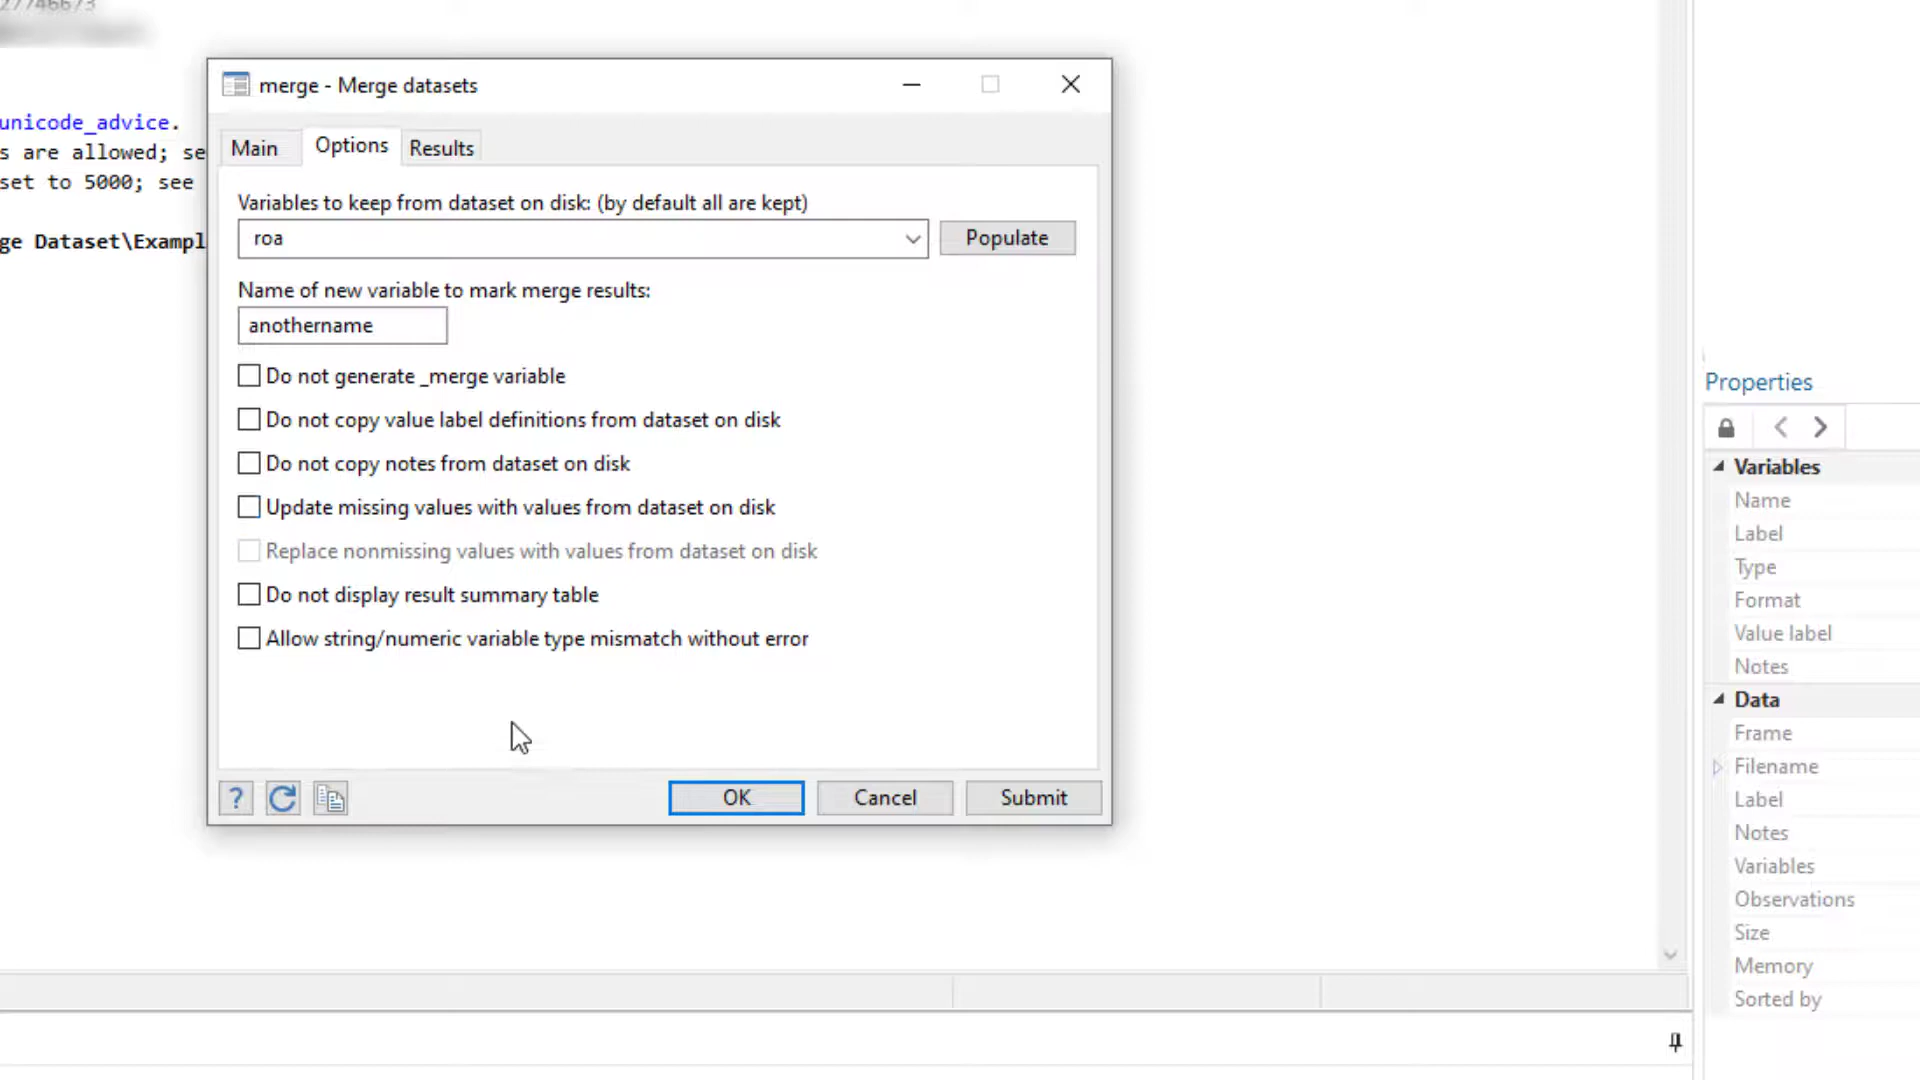 27746673
merge - Merge datasets
unicode_advice.
s are allowed; se
set to 5000; see
ge Dataset\Exampl
Main
Options
Results
Variables to keep from dataset on disk: (by default all are kept)
roa
Populate
Name of new variable to mark merge results:
anothername
Do not generate _merge variable
Do not copy value label definitions from dataset on disk
Do not copy notes from dataset on disk
Update missing values with values from dataset on disk
Replace nonmissing values with values from dataset on disk
Do not display result summary table
Allow string/numeric variable type mismatch without error
?
OK
Cancel
Submit
Properties
Variables
Name
Label
Type
Format
Value label
Notes
Data
Frame
Filename
Label
Notes
Variables
Observations
Size
Memory
Sorted by